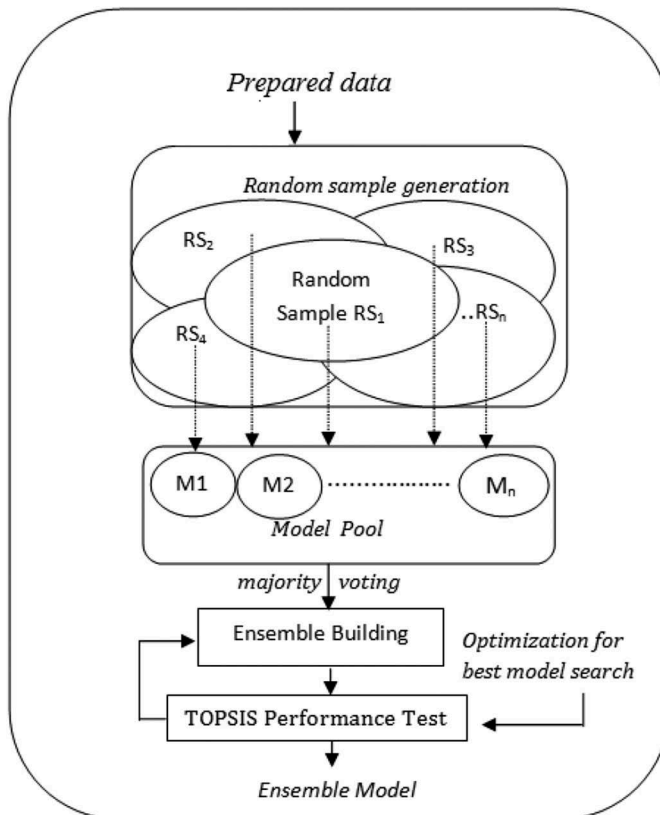 Prepared data
Random sample generation
RS₂
RS₃
Random
Sample RS₁
..RSₙ
RS₄
M1
M2
..................
Mₙ
Model Pool
majority voting
Ensemble Building
Optimization for
best model search
TOPSIS Performance Test
Ensemble Model